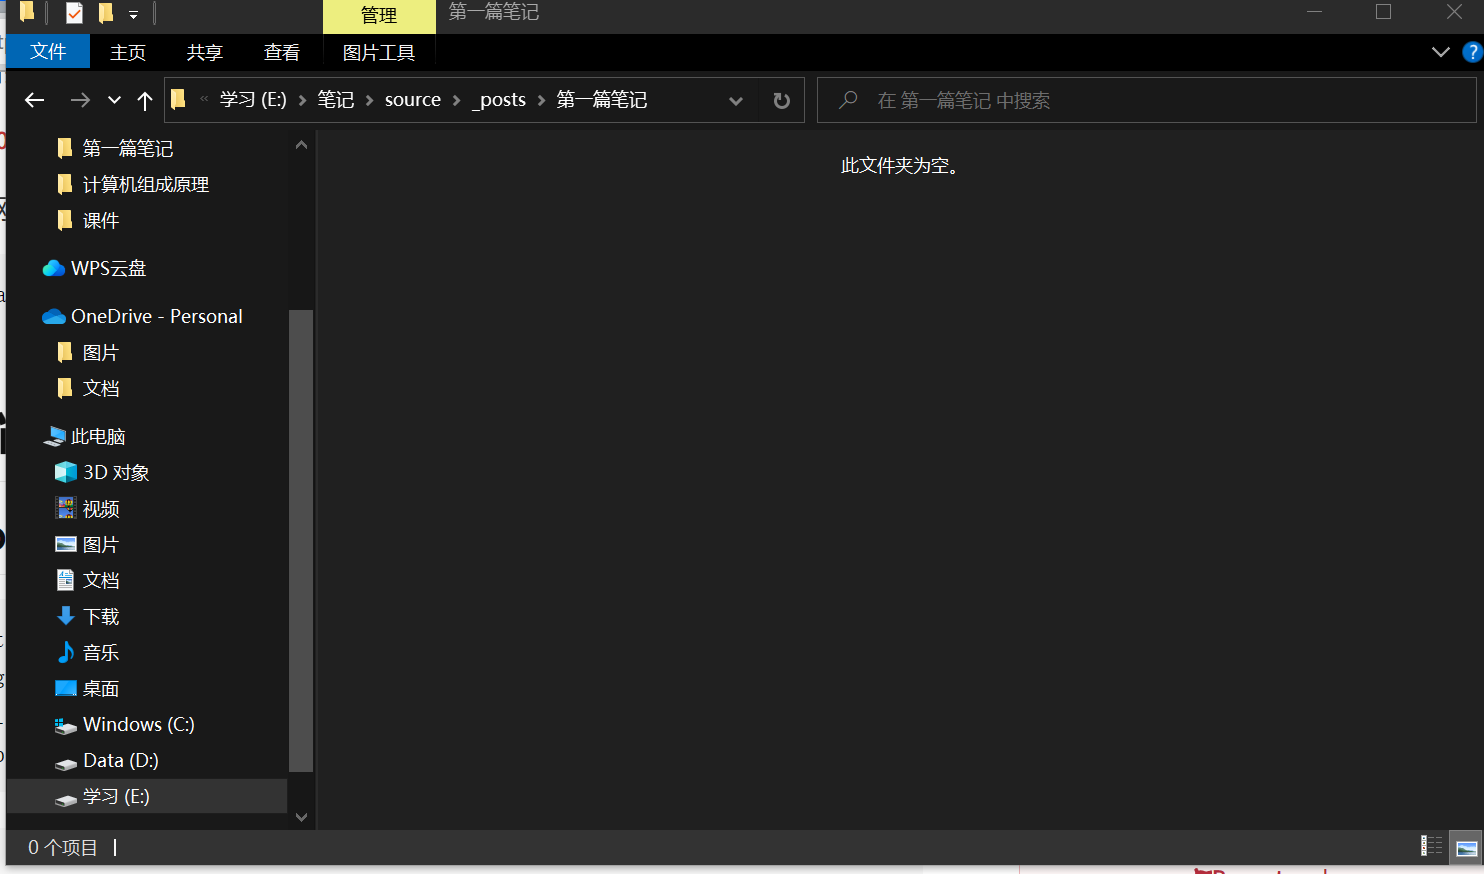 管理
第一篇笔记
文件
主页
共享
查看
图片工具
« 学习 (E:) > 笔记 > source > _posts > 第一篇笔记
在 第一篇笔记 中搜索
第一篇笔记
计算机组成原理
课件
WPS云盘
OneDrive - Personal
图片
文档
此电脑
3D 对象
视频
图片
文档
下载
音乐
桌面
Windows (C:)
Data (D:)
学习 (E:)
此文件夹为空。
0 个项目